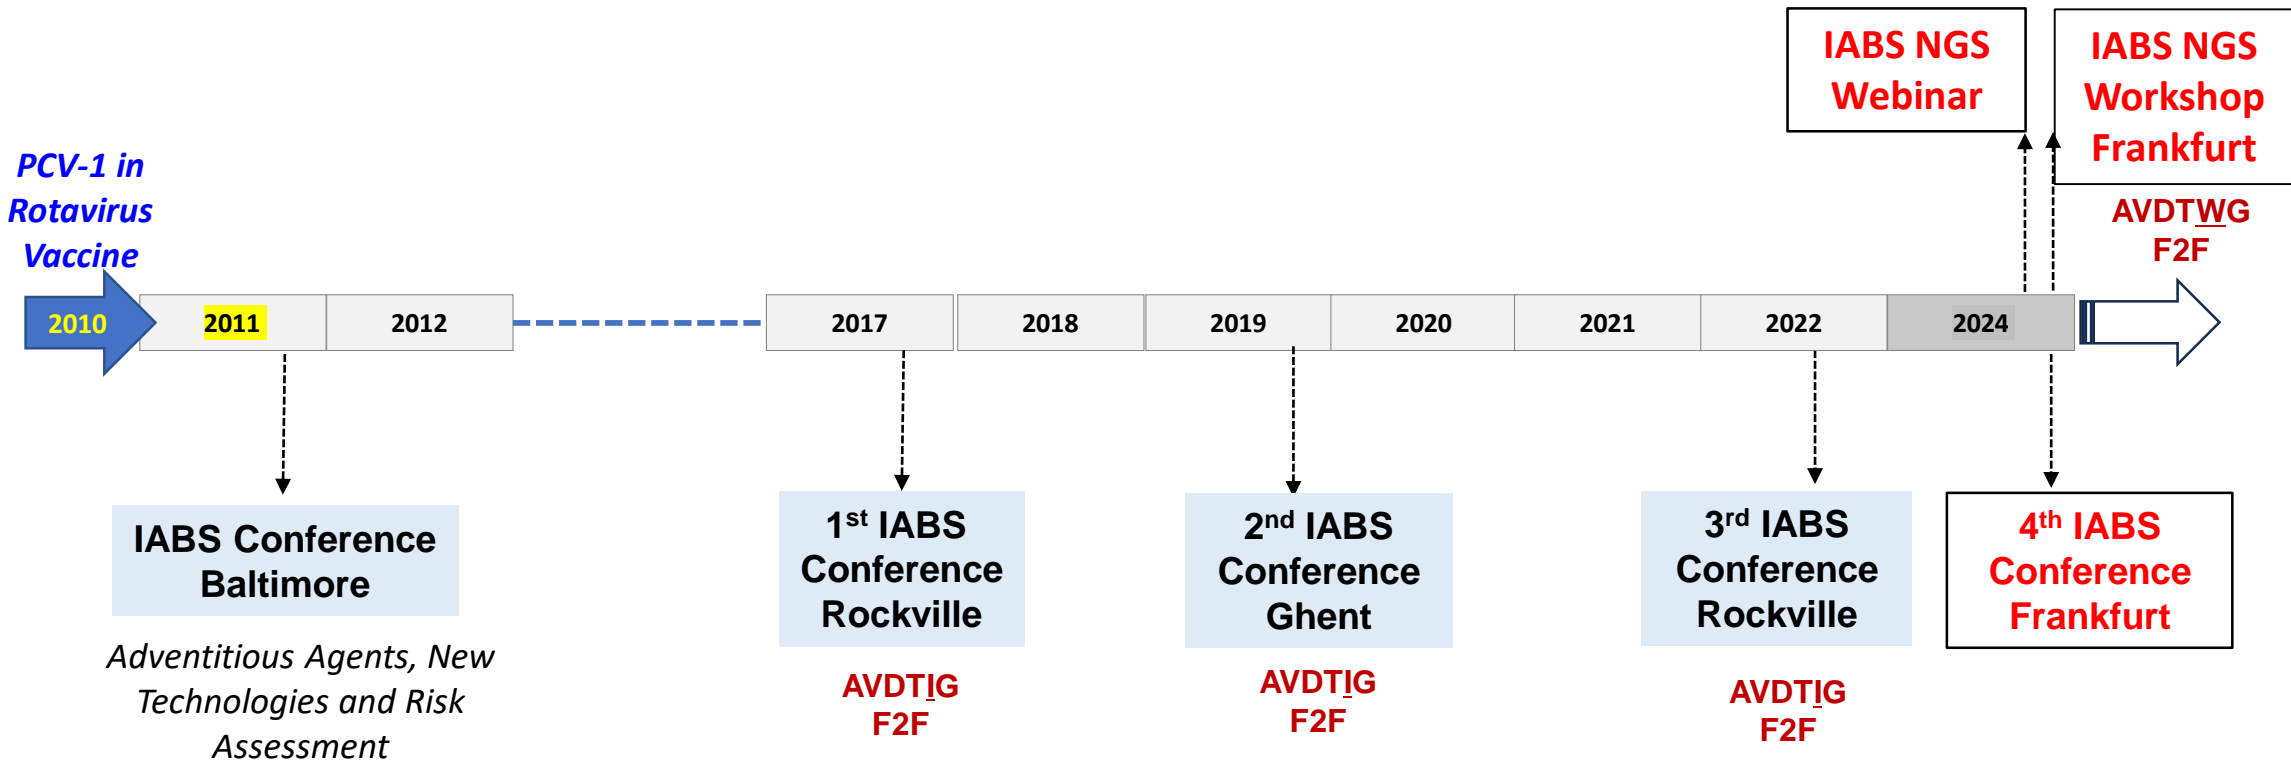 IABS NGS
Webinar
IABS NGS
Workshop
Frankfurt
AVDTWG
F2F
PCV-1 in
Rotavirus
Vaccine
2010
2011
2012
2017
2018
2019
2020
2021
2022
2024
IABS Conference
Baltimore
Adventitious Agents, New
Technologies and Risk
Assessment
1st IABS
Conference
Rockville
AVDTIG
F2F
2nd IABS
Conference
Ghent
AVDTIG
F2F
3rd IABS
Conference
Rockville
AVDTIG
F2F
4th IABS
Conference
Frankfurt